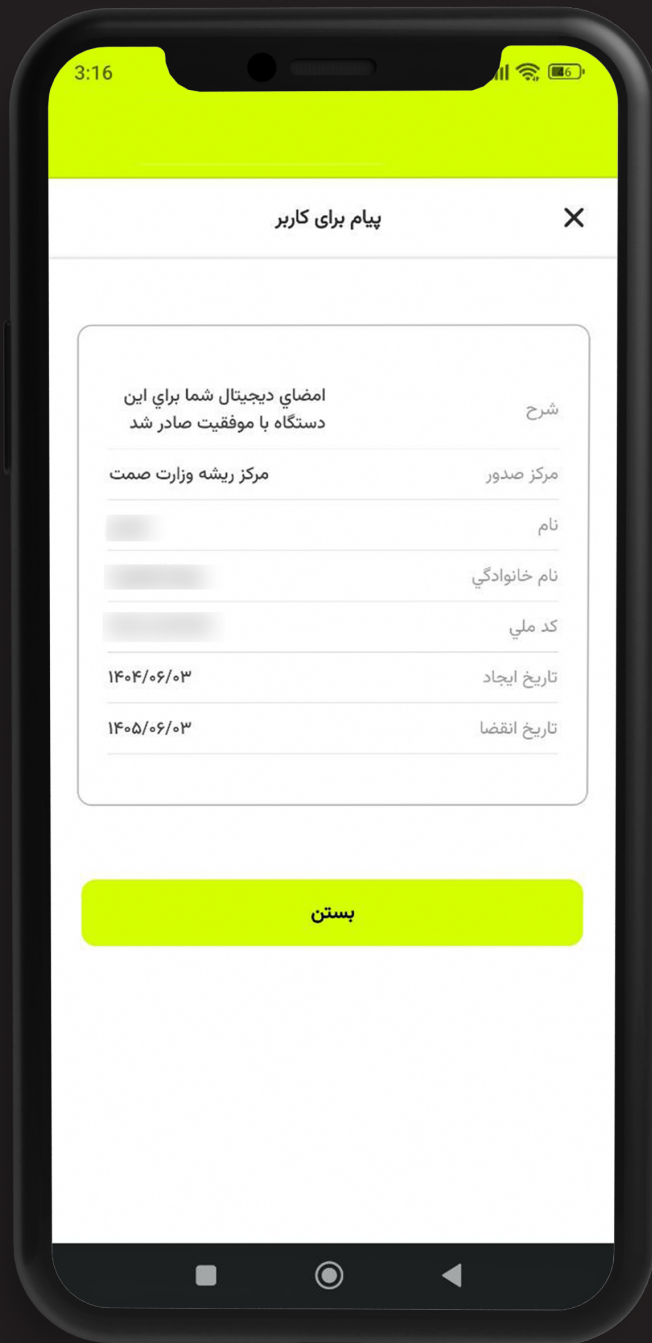 3:16
46
پیام برای کاربر
شرح
امضاي ديجيتال شما براي اين
دستگاه با موفقيت صادر شد
مرکز صدور
مرکز ریشه وزارت صمت
نام
نام خانوادگي
کد ملي
تاریخ ایجاد
۱۴۰۴/۰۶/۰۳
تاریخ انقضا
۱۴۰۵/۰۶/۰۳
بستن